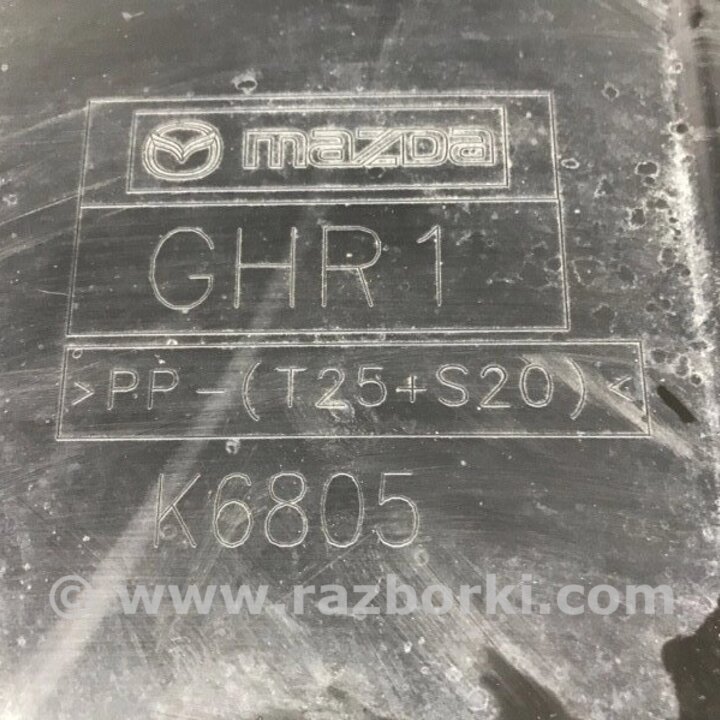 mazda
GHR1
>PP-(T25+S20)<
K6805
© www.razborki.com